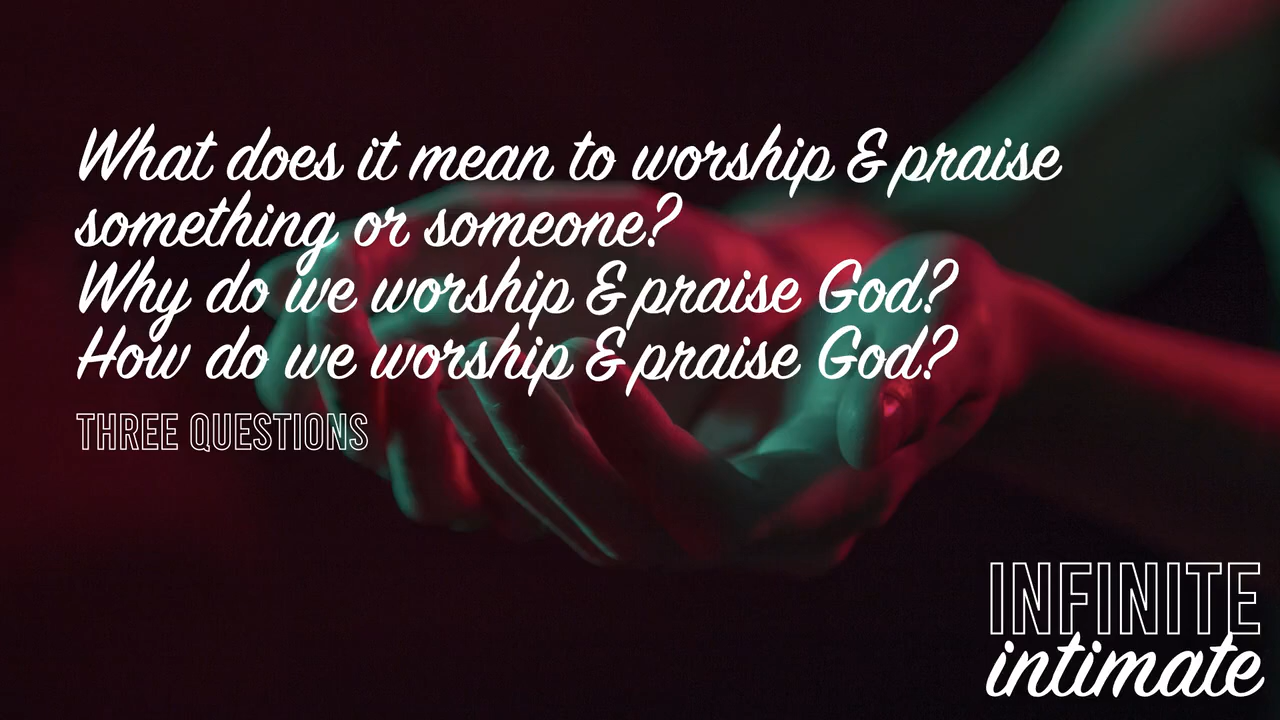 What does it mean to worship & praise
something or someone?
Why do we worship & praise God?
How do we worship & praise God?
THREE QUESTIONS
INFINITE
intimate